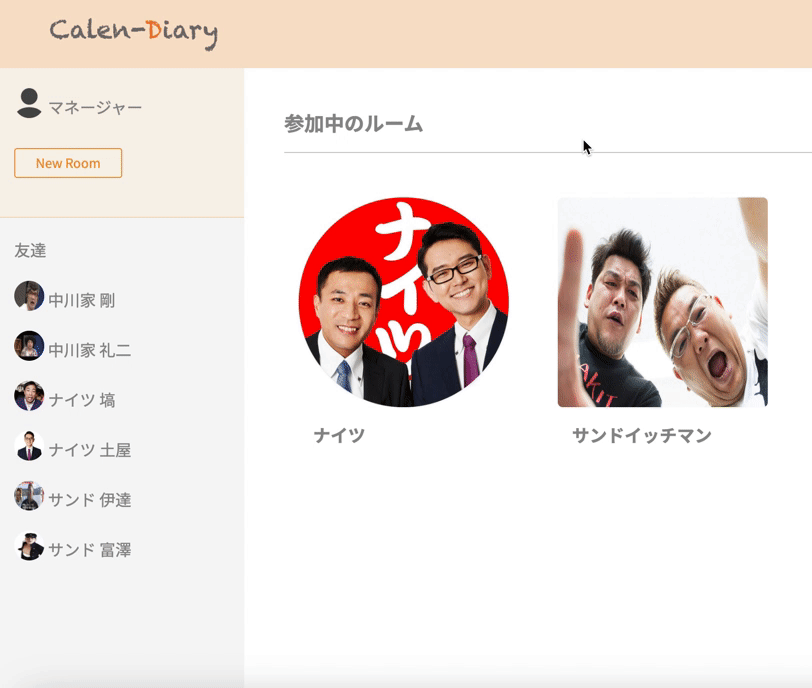 Calen-Diary
マネージャー
New Room
友達
中川家 剛
中川家 礼二
ナイツ 塙
ナイツ 土屋
サンド 伊達
サンド 富澤
参加中のルーム
ナイツ
ナイツ
サンドイッチマン